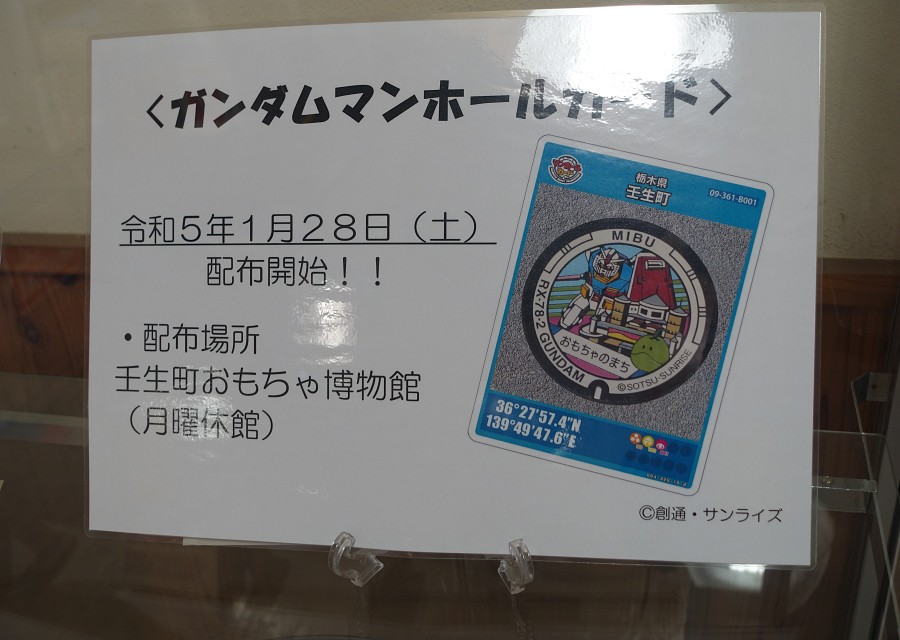 〈ガンダムマンホールカード〉
令和5年1月28日（土）
配布開始！！
・配布場所
壬生町おもちゃ博物館
（月曜休館）
栃木県
壬生町
09-361-B001
MIBU
RX-78-2 GUNDAM
おもちゃのまち
©SOTSU･SUNRISE
36°27'57.4"N
139°49'47.6"E
©創通・サンライズ